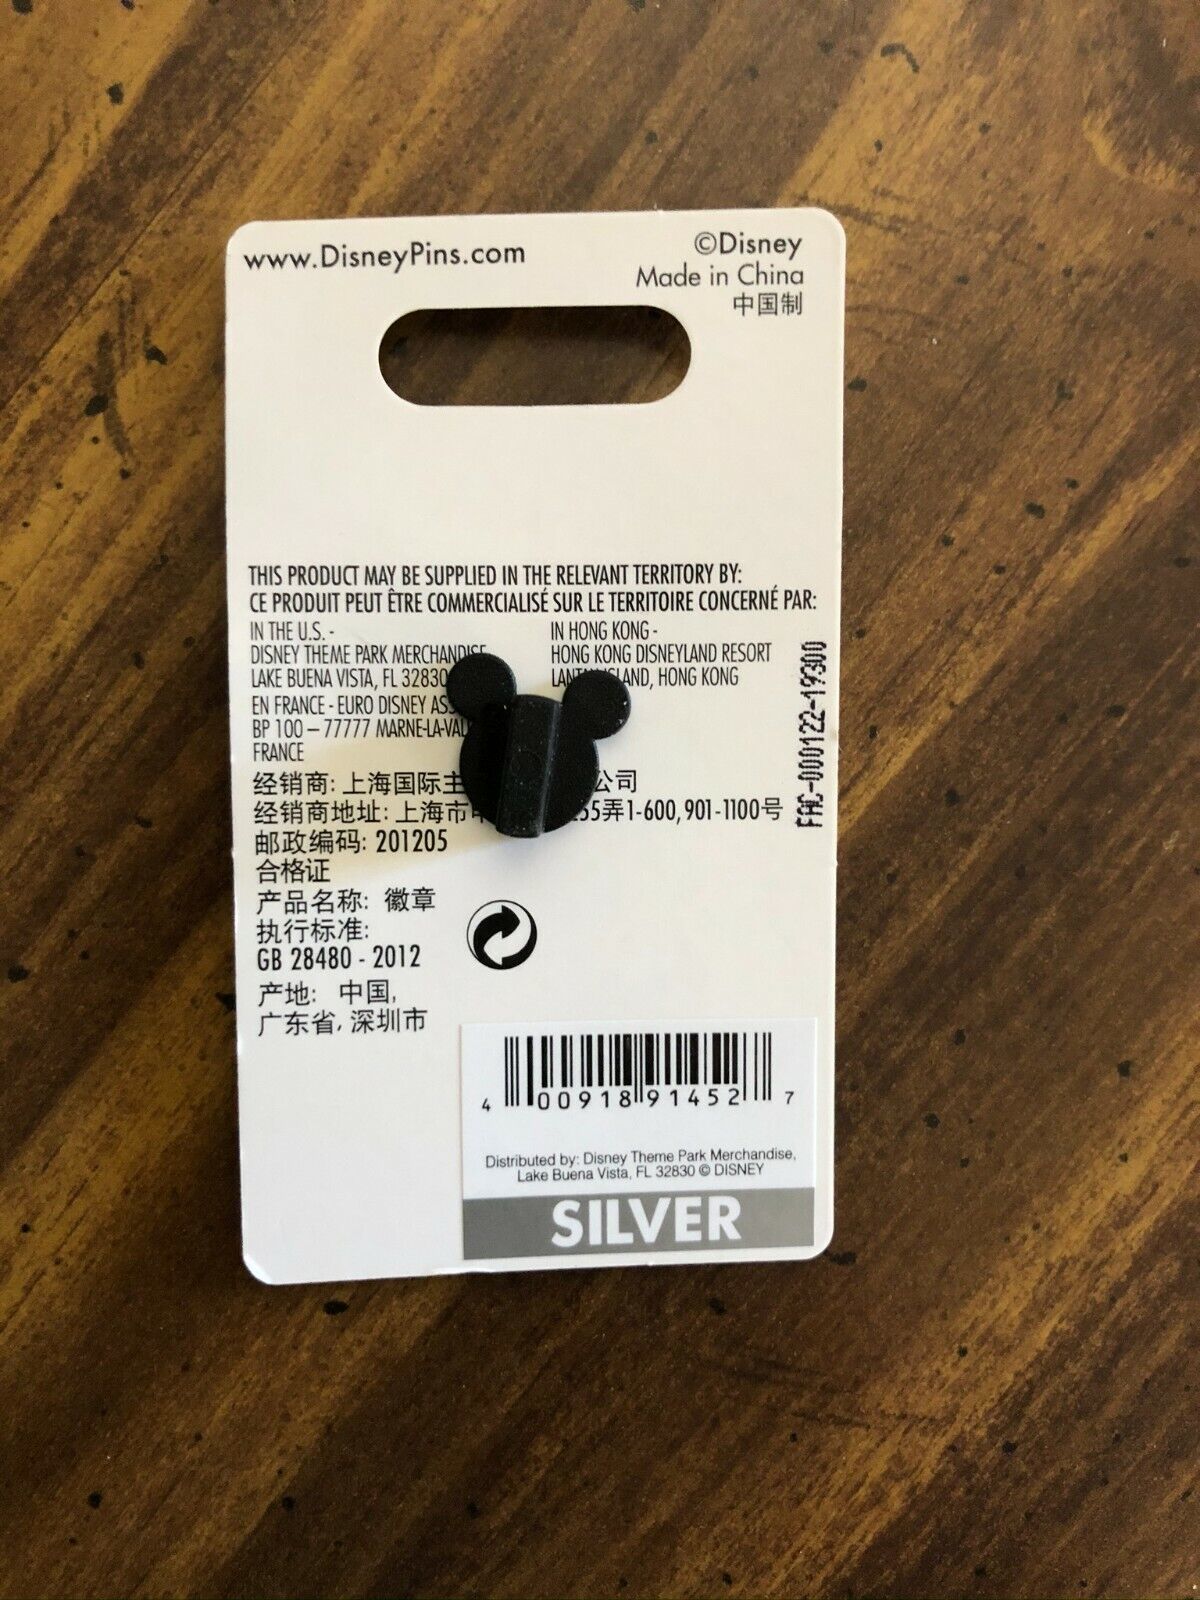 www.DisneyPins.com
©Disney
Made in China
中国制
THIS PRODUCT MAY BE SUPPLIED IN THE RELEVANT TERRITORY BY:
CE PRODUIT PEUT ÊTRE COMMERCIALISÉ SUR LE TERRITOIRE CONCERNÉ PAR:
IN THE U.S. -
DISNEY THEME PARK MERCHANDISE
LAKE BUENA VISTA, FL 32830
EN FRANCE - EURO DISNEY
BP 100 – 77777 MARNE-LA-
FRANCE
IN HONG KONG -
HONG KONG DISNEYLAND RESORT
ISLAND, HONG KONG
经销商: 上海国际主 公司
经销商地址: 上海市 55弄1-600,901-1100号
邮政编码: 201205
合格证
产品名称: 徽章
执行标准:
GB 28480 - 2012
产地: 中国,
广东省, 深圳市
FAC-000122-19300
4 00918 91452 7
Distributed by: Disney Theme Park Merchandise,
Lake Buena Vista, FL 32830 © DISNEY
SILVER